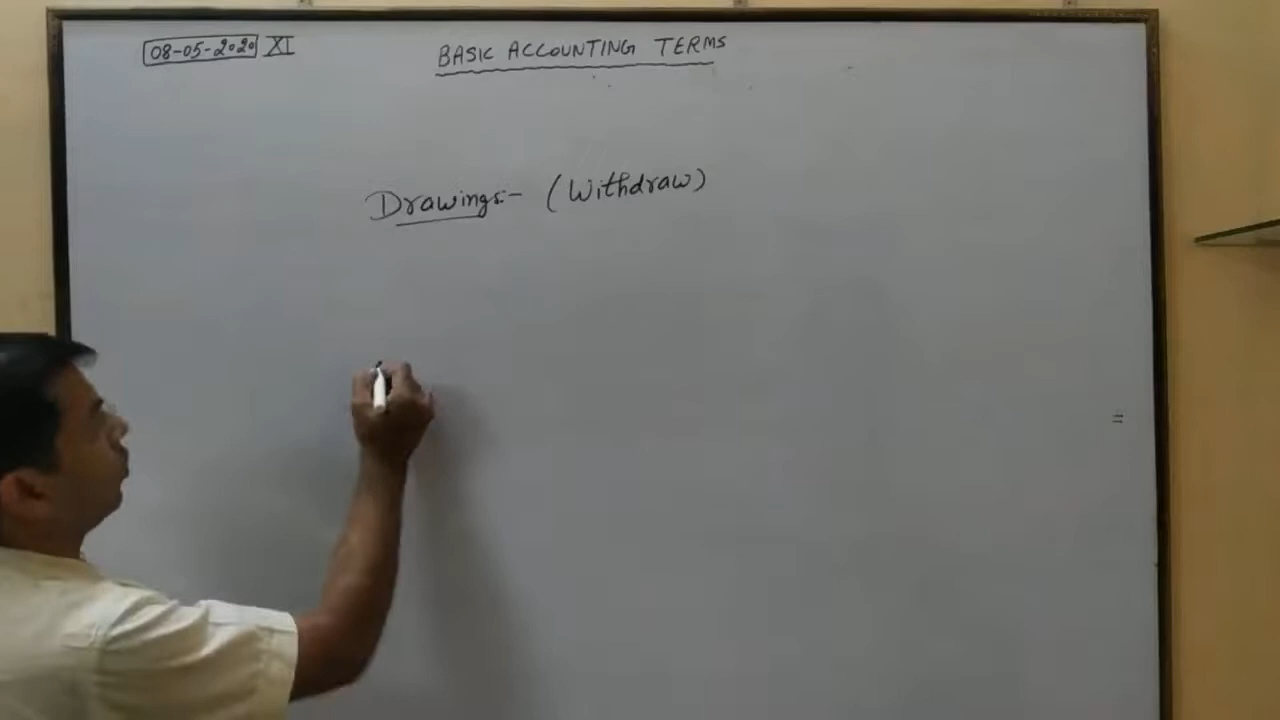 08-05-2020 XI
BASIC ACCOUNTING TERMS
Drawings:- (Withdraw)
=